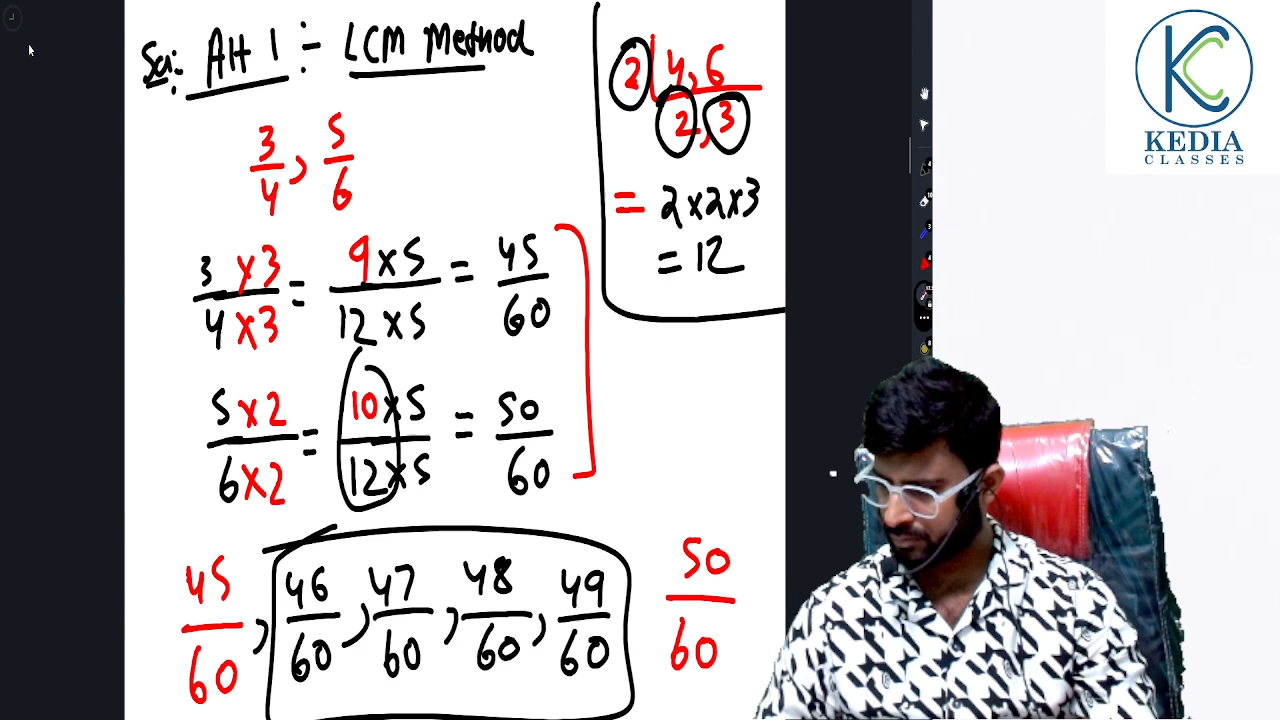 Sol:- Alt 1 :- LCM Method
3/4, 5/6
3 × 3 / 4 × 3 = 9 × 5 / 12 × 5 = 45/60
5 × 2 / 6 × 2 = 10 × 5 / 12 × 5 = 50/60
45/60, 46/60, 47/60, 48/60, 49/60 50/60
2 | 4, 6
2, 3
= 2×2×3
= 12
KC
KEDIA
CLASSES